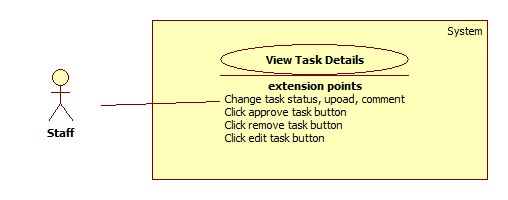 System
View Task Details
extension points
Change task status, upoad, comment
Click approve task button
Click remove task button
Click edit task button
Staff